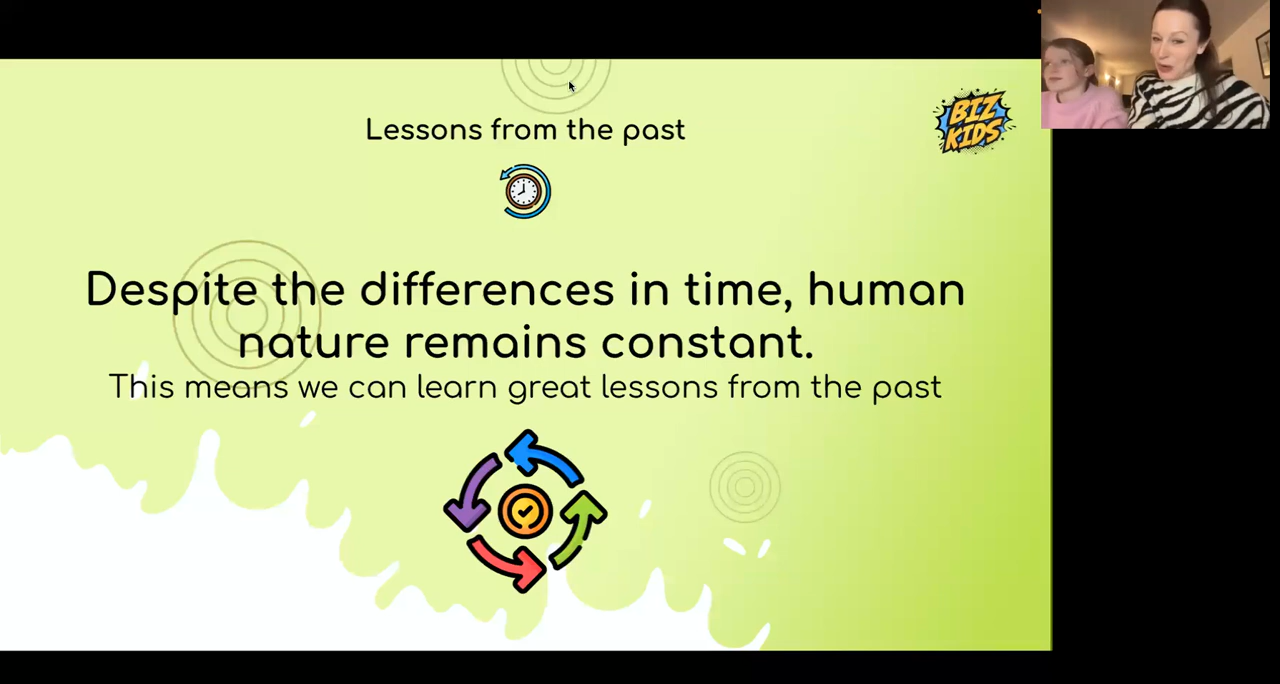 Lessons from the past
BIZ
KIDS
Despite the differences in time, human
nature remains constant.
This means we can learn great lessons from the past